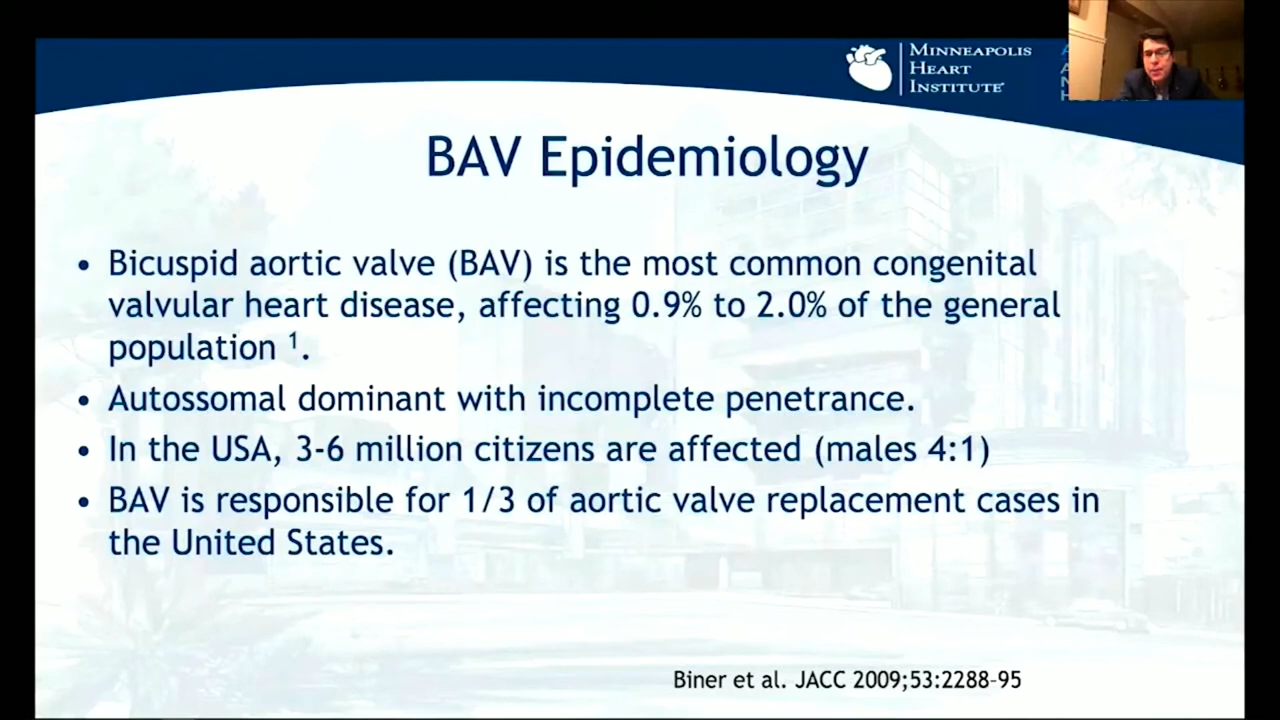 MINNEAPOLIS
HEART
INSTITUTE
BAV Epidemiology
• Bicuspid aortic valve (BAV) is the most common congenital
valvular heart disease, affecting 0.9% to 2.0% of the general
population 1.
• Autossomal dominant with incomplete penetrance.
• In the USA, 3-6 million citizens are affected (males 4:1)
• BAV is responsible for 1/3 of aortic valve replacement cases in
the United States.
Biner et al. JACC 2009;53:2288–95